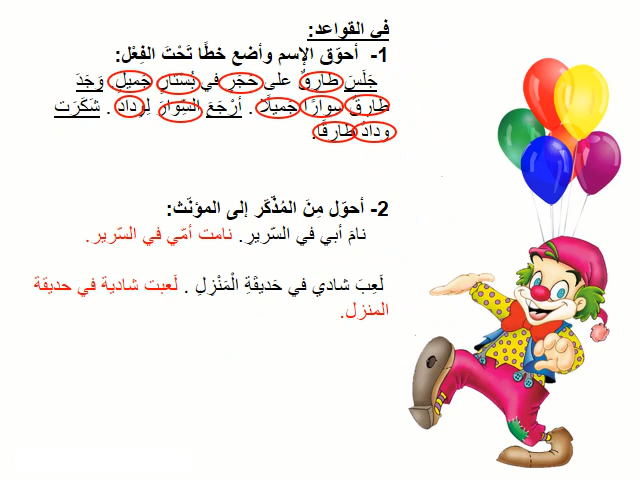 في القواعد:
1- أحوّق الإسم وأضع خطًّا تَحْتَ الفِعْل:
جَلَسَ طارِقٌ على حَجَرٍ في بُسْتانٍ جَميلٍ وَجَدَ
طارِقٌ سِوارًا جَميلًا . أرْجَعَ السِّوارَ لِوِدادَ . شَكَرَت
وِدادُ طارِقًا.
2- أحوّل مِنَ المُذّكّر إلى المؤنّث:
نامَ أبي في السّريرِ. نامت أمّي في السّرير.
لَعِبَ شادي في حَديقَةِ الْمَنْزِلِ . لَعبت شادية في حديقة
المنزل.